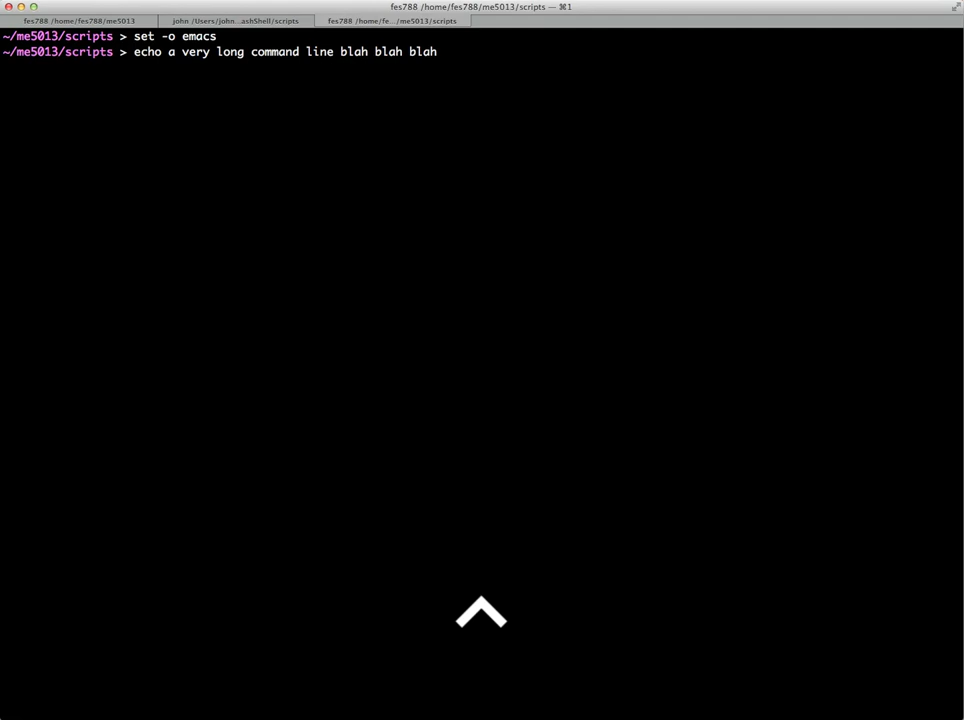 fes788 /home/fes788/me5013/scripts — ⌘1
fes788 /home/fes788/me5013
john /Users/john...ashShell/scripts
fes788 /home/fe.../me5013/scripts
~/me5013/scripts > set -o emacs
~/me5013/scripts > echo a very long command line blah blah blah
^